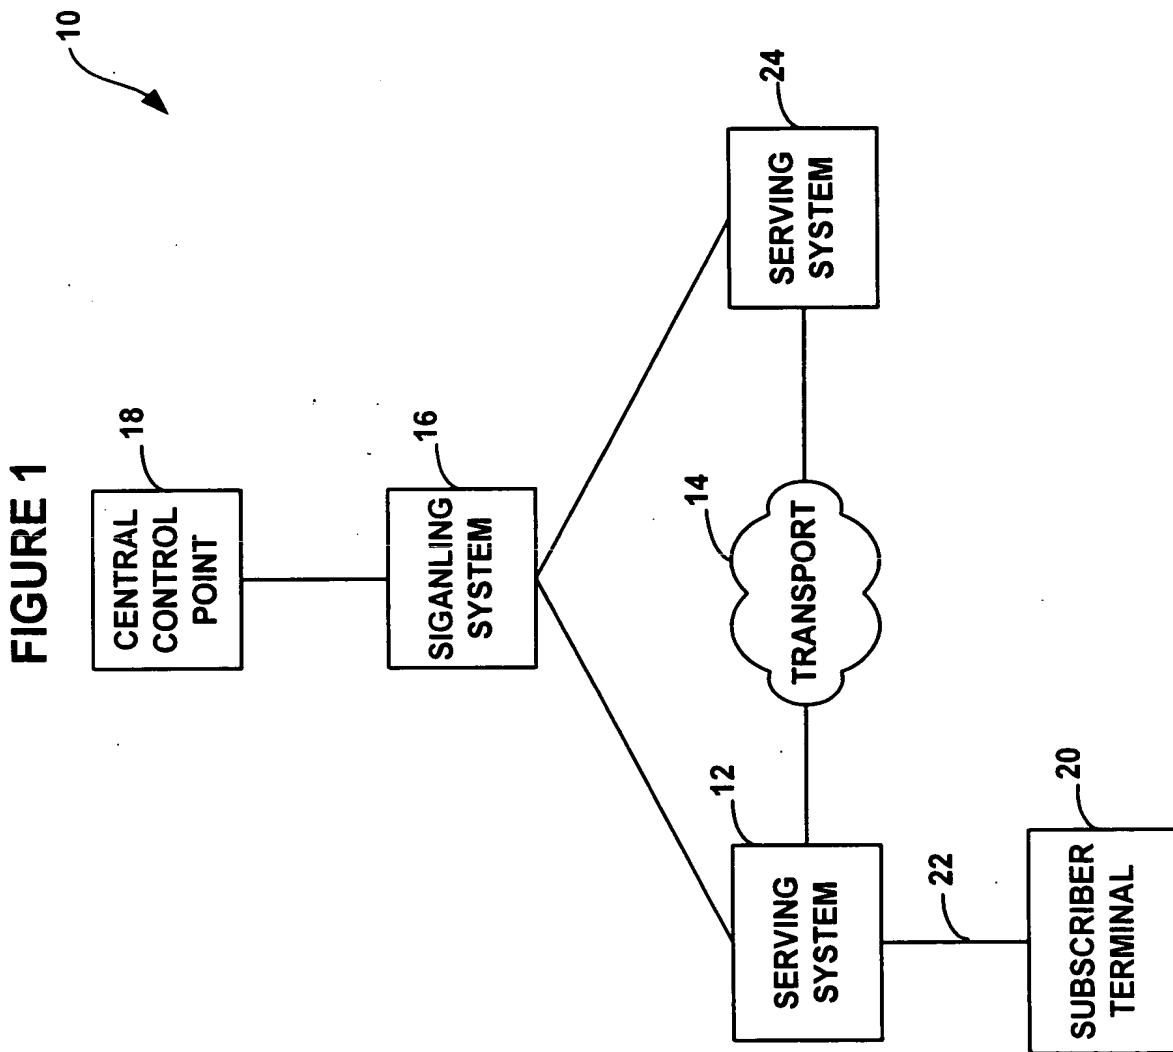 FIGURE 1
10
CENTRAL
CONTROL
POINT
18
SIGANLING
SYSTEM
16
SERVING
SYSTEM
12
TRANSPORT
14
SERVING
SYSTEM
24
22
SUBSCRIBER
TERMINAL
20